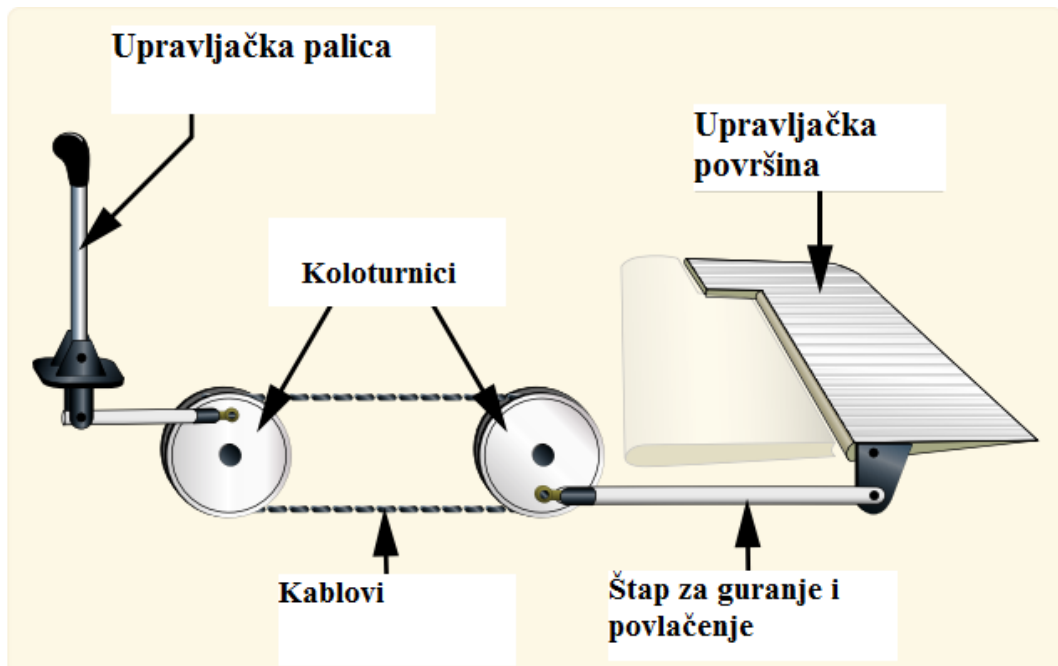 Upravljačka palica
Upravljačka
površina
Koloturnici
Kablovi
Štap za guranje i
povlačenje